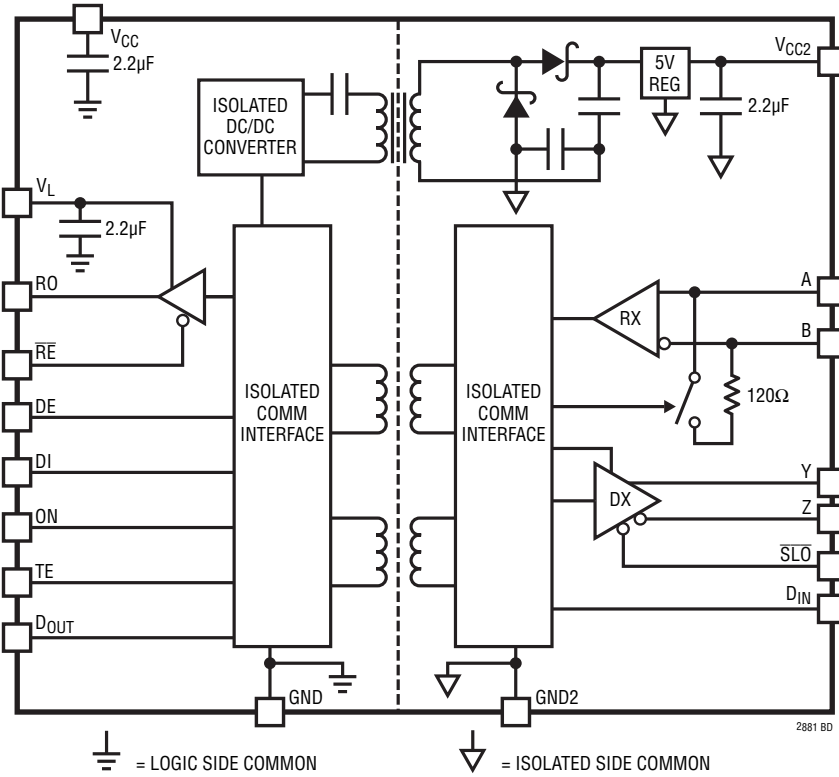 VCC
2.2µF
ISOLATED
DC/DC
CONVERTER
5V
REG
VCC2
2.2µF
VL
2.2µF
RO
RE
DE
DI
ON
TE
DOUT
ISOLATED
COMM
INTERFACE
ISOLATED
COMM
INTERFACE
RX
A
B
120Ω
DX
Y
Z
SLO
DIN
GND
GND2
2881 BD
= LOGIC SIDE COMMON
= ISOLATED SIDE COMMON